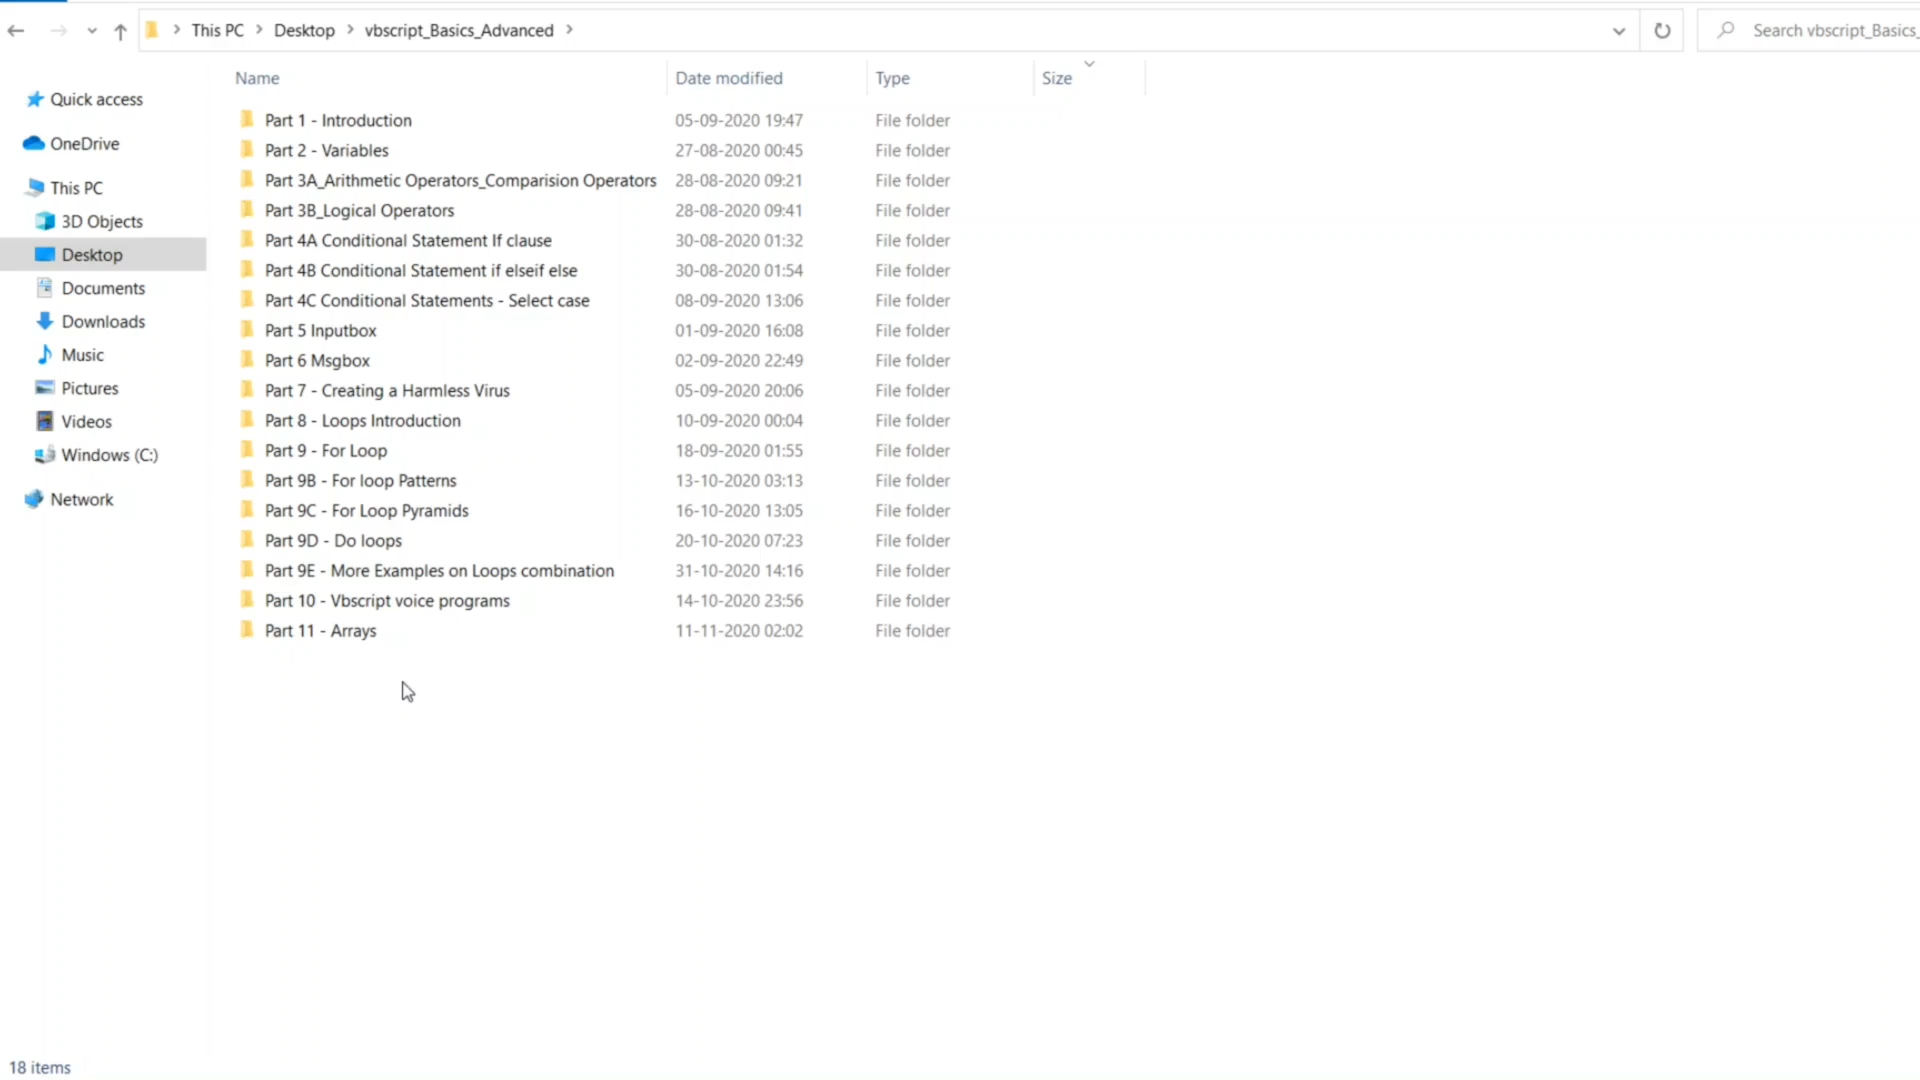 This PC > Desktop > vbscript_Basics_Advanced >
Search vbscript_Basics_
Name Date modified Type Size
Quick access
OneDrive
This PC
3D Objects
Desktop
Documents
Downloads
Music
Pictures
Videos
Windows (C:)
Network
Part 1 - Introduction 05-09-2020 19:47 File folder
Part 2 - Variables 27-08-2020 00:45 File folder
Part 3A_Arithmetic Operators_Comparision Operators 28-08-2020 09:21 File folder
Part 3B_Logical Operators 28-08-2020 09:41 File folder
Part 4A Conditional Statement If clause 30-08-2020 01:32 File folder
Part 4B Conditional Statement if elseif else 30-08-2020 01:54 File folder
Part 4C Conditional Statements - Select case 08-09-2020 13:06 File folder
Part 5 Inputbox 01-09-2020 16:08 File folder
Part 6 Msgbox 02-09-2020 22:49 File folder
Part 7 - Creating a Harmless Virus 05-09-2020 20:06 File folder
Part 8 - Loops Introduction 10-09-2020 00:04 File folder
Part 9 - For Loop 18-09-2020 01:55 File folder
Part 9B - For loop Patterns 13-10-2020 03:13 File folder
Part 9C - For Loop Pyramids 16-10-2020 13:05 File folder
Part 9D - Do loops 20-10-2020 07:23 File folder
Part 9E - More Examples on Loops combination 31-10-2020 14:16 File folder
Part 10 - Vbscript voice programs 14-10-2020 23:56 File folder
Part 11 - Arrays 11-11-2020 02:02 File folder
18 items